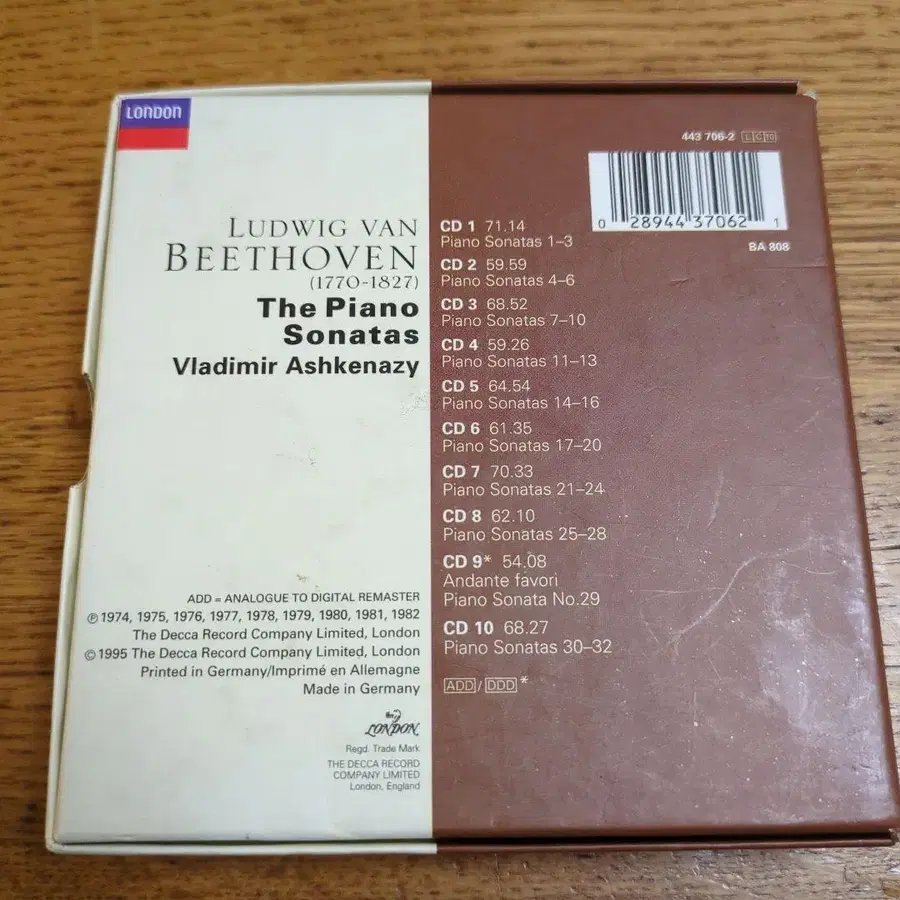 LONDON
LUDWIG VAN
BEETHOVEN
(1770-1827)
The Piano
Sonatas
Vladimir Ashkenazy
ADD = ANALOGUE TO DIGITAL REMASTER
℗ 1974, 1975, 1976, 1977, 1978, 1979, 1980, 1981, 1982
The Decca Record Company Limited, London
© 1995 The Decca Record Company Limited, London
Printed in Germany/Imprimé en Allemagne
Made in Germany
LONDON
Regd. Trade Mark
THE DECCA RECORD
COMPANY LIMITED
London, England
443 706-2
0 28944 37062 1
BA 808
CD 1 71.14
Piano Sonatas 1–3
CD 2 59.59
Piano Sonatas 4–6
CD 3 68.52
Piano Sonatas 7–10
CD 4 59.26
Piano Sonatas 11–13
CD 5 64.54
Piano Sonatas 14–16
CD 6 61.35
Piano Sonatas 17–20
CD 7 70.33
Piano Sonatas 21–24
CD 8 62.10
Piano Sonatas 25–28
CD 9* 54.08
Andante favori
Piano Sonata No.29
CD 10 68.27
Piano Sonatas 30–32
ADD / DDD *